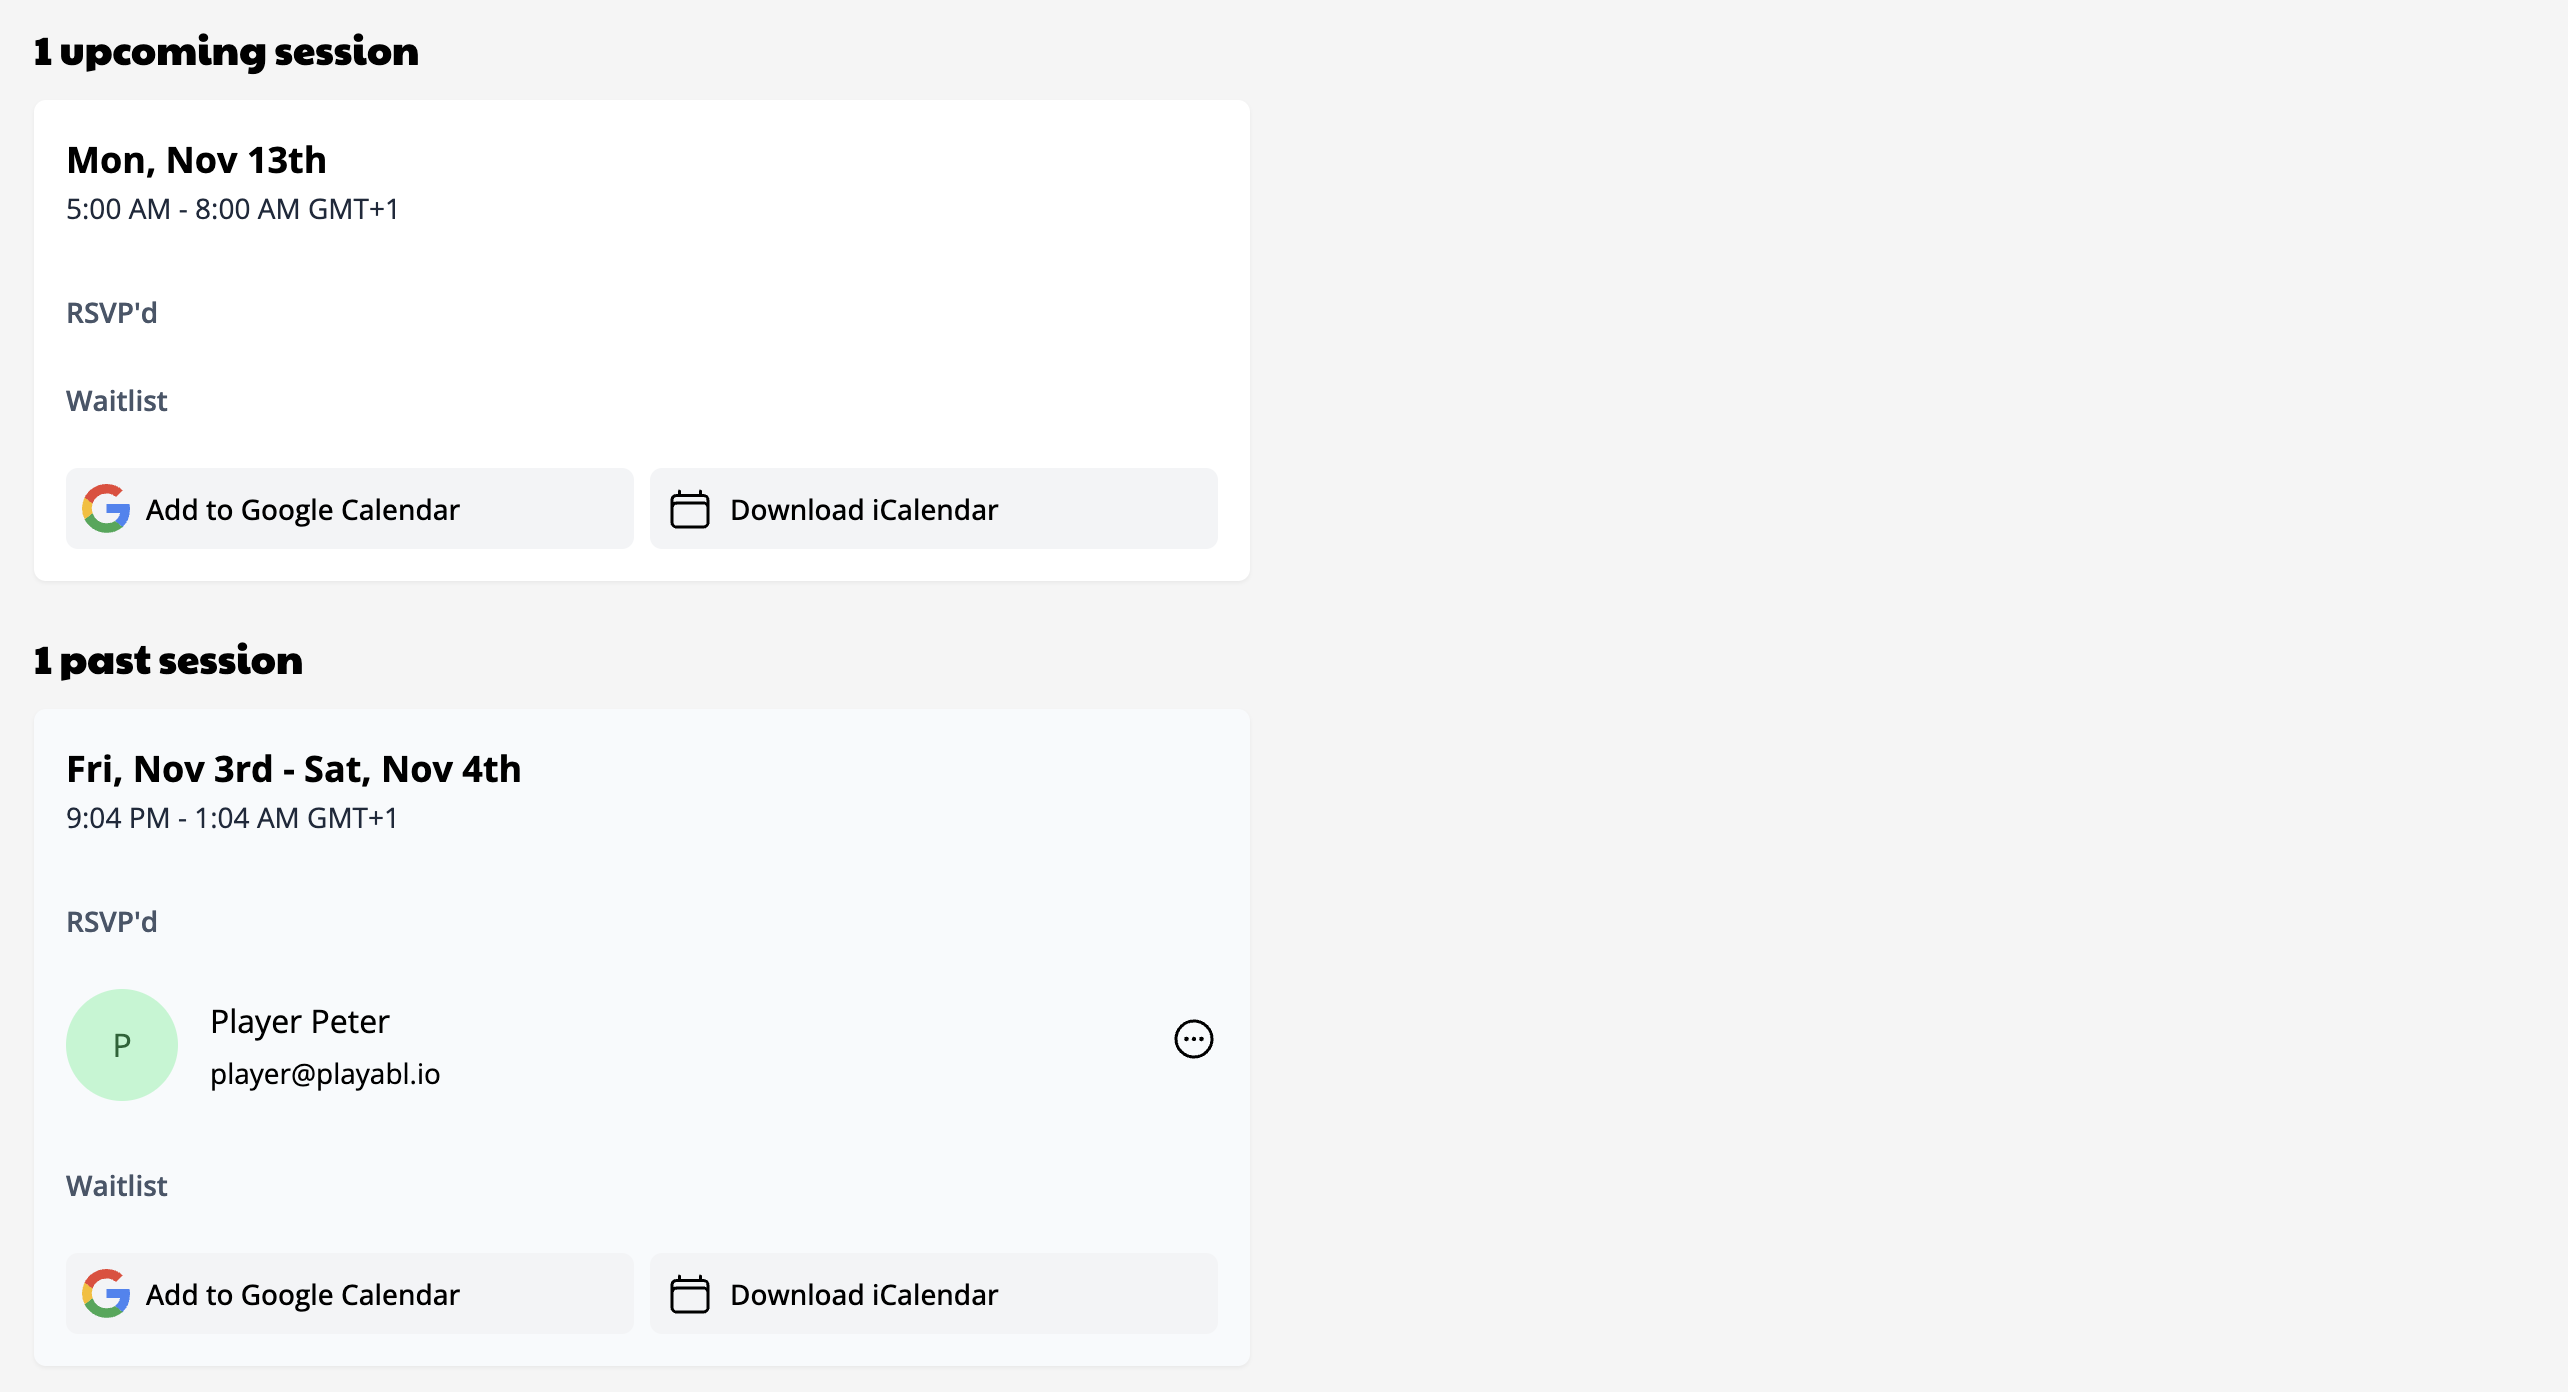 1 upcoming session
Mon, Nov 13th
5:00 AM - 8:00 AM GMT+1
RSVP'd
Waitlist
Add to Google Calendar
Download iCalendar
1 past session
Fri, Nov 3rd - Sat, Nov 4th
9:04 PM - 1:04 AM GMT+1
RSVP'd
P
Player Peter
player@playabl.io
Waitlist
Add to Google Calendar
Download iCalendar